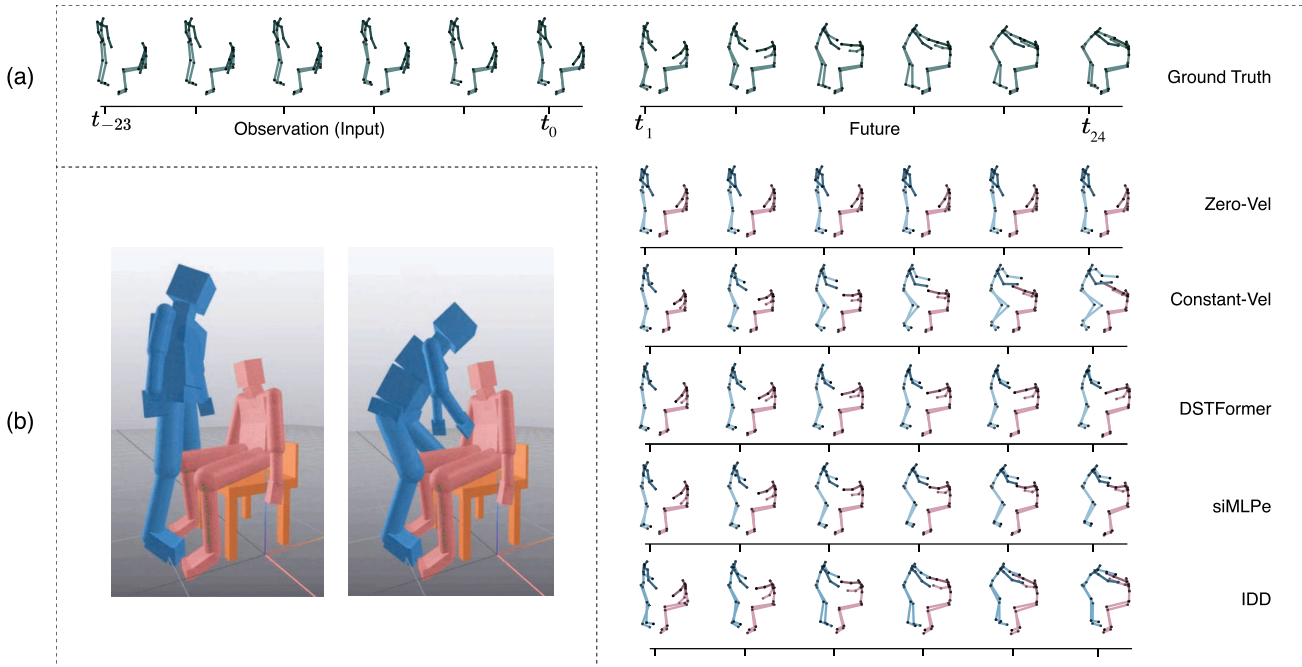 (a)
Ground Truth
t₋₂₃
Observation (Input)
t₀
t₁
Future
t₂₄
Zero-Vel
Constant-Vel
(b)
DSTFormer
siMLPe
IDD